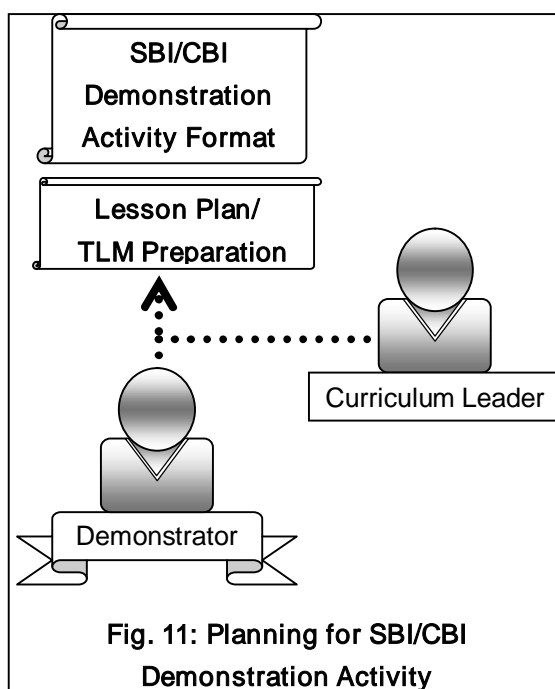 SBI/CBI
Demonstration
Activity Format
Lesson Plan/
TLM Preparation
Curriculum Leader
Demonstrator
Fig. 11: Planning for SBI/CBI
Demonstration Activity